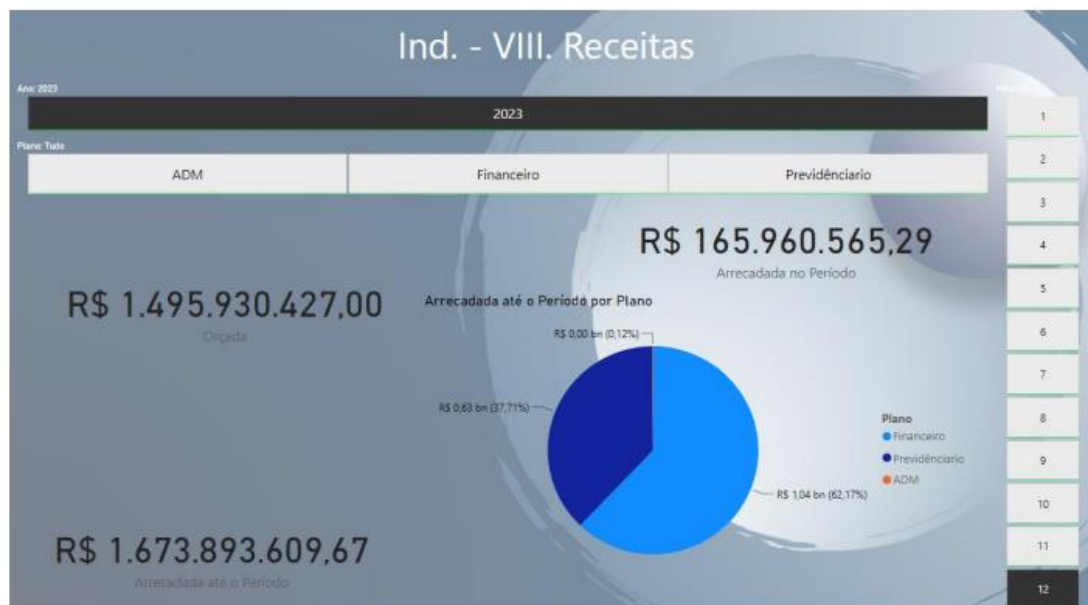 Ind. - VIII. Receitas
Ano: 2023
2023
Plano: Tudo
ADM
Financeiro
Previdênciario
1
2
3
4
5
6
7
8
9
10
11
12
R$ 165.960.565,29
Arrecadada no Período
R$ 1.495.930.427,00
Orçada
Arrecadada até o Período por Plano
R$ 0,00 bn (0,12%)
R$ 0,63 bn (37,71%)
R$ 1,04 bn (62,17%)
Plano
Financeiro
Previdênciario
ADM
R$ 1.673.893.609,67
Arrecadada até o Período